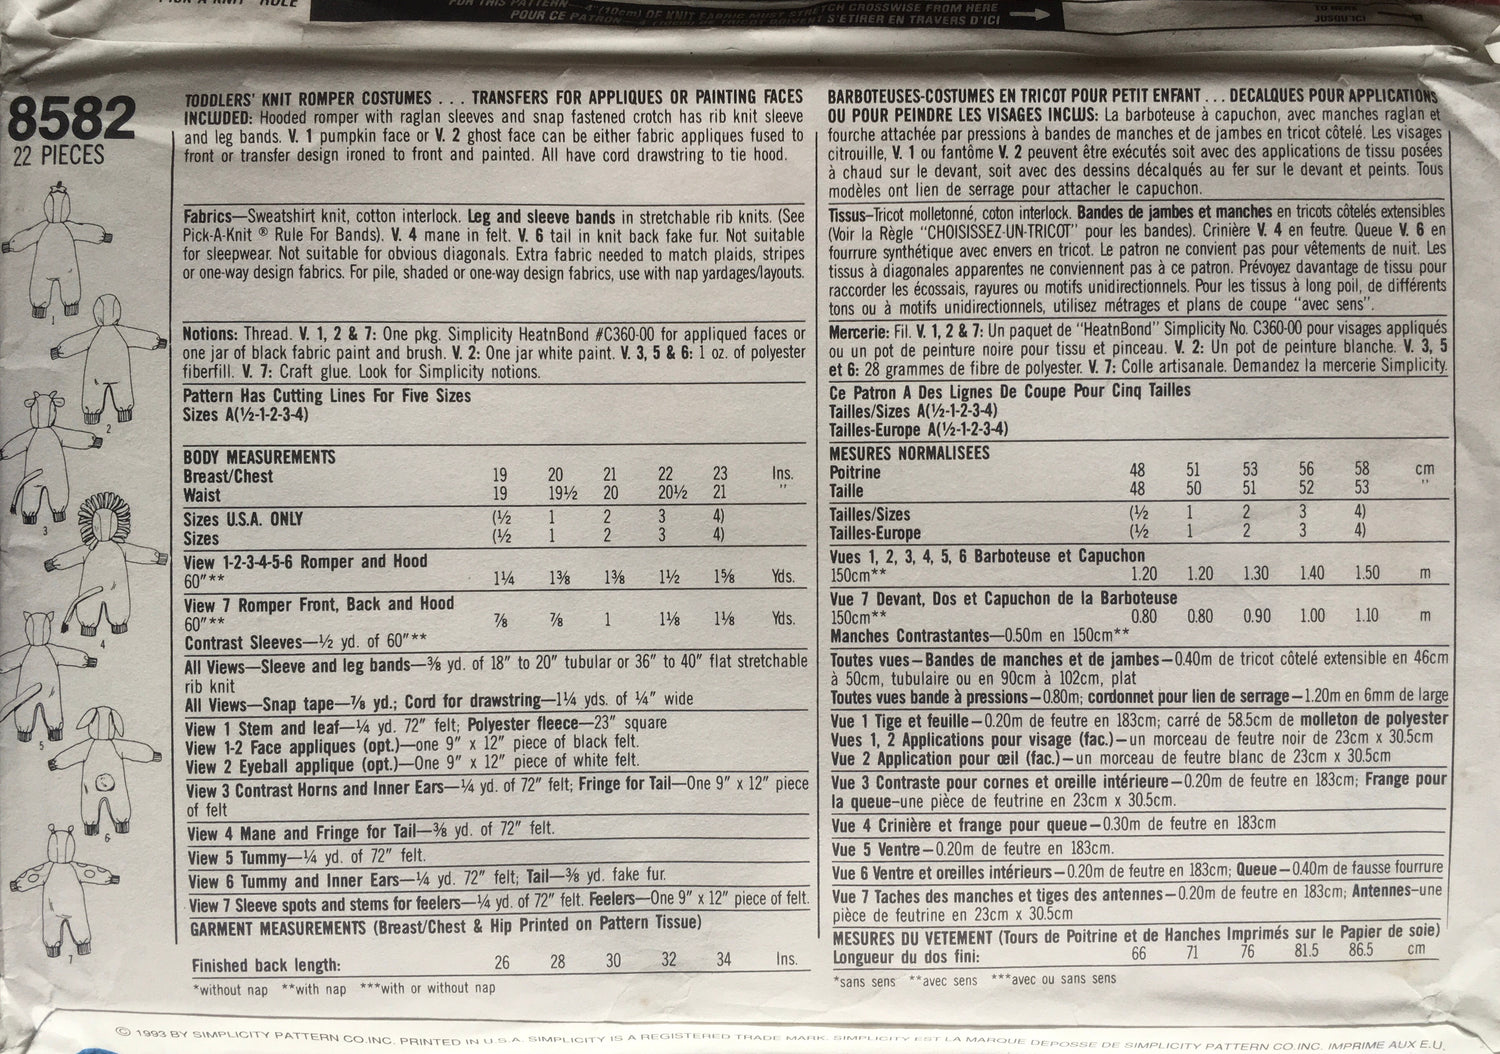 PICK-A-KNIT® RULE
FOR THIS PATTERN—4″(10cm) OF KNIT FABRIC MUST STRETCH CROSSWISE FROM HERE
POUR CE PATRON—4″(10cm) DE TRICOT DOIVENT S'ETIRER EN TRAVERS D'ICI
TO HERE
JUSQU'ICI
8582
22 PIECES
TODDLERS' KNIT ROMPER COSTUMES . . . TRANSFERS FOR APPLIQUES OR PAINTING FACES
INCLUDED: Hooded romper with raglan sleeves and snap fastened crotch has rib knit sleeve
and leg bands. V. 1 pumpkin face or V. 2 ghost face can be either fabric appliques fused to
front or transfer design ironed to front and painted. All have cord drawstring to tie hood.
Fabrics—Sweatshirt knit, cotton interlock. Leg and sleeve bands in stretchable rib knits. (See
Pick-A-Knit ® Rule For Bands). V. 4 mane in felt. V. 6 tail in knit back fake fur. Not suitable
for sleepwear. Not suitable for obvious diagonals. Extra fabric needed to match plaids, stripes
or one-way design fabrics. For pile, shaded or one-way design fabrics, use with nap yardages/layouts.
Notions: Thread. V. 1, 2 & 7: One pkg. Simplicity HeatnBond #C360-00 for appliqued faces or
one jar of black fabric paint and brush. V. 2: One jar white paint. V. 3, 5 & 6: 1 oz. of polyester
fiberfill. V. 7: Craft glue. Look for Simplicity notions.
Pattern Has Cutting Lines For Five Sizes
Sizes A(½-1-2-3-4)
BODY MEASUREMENTS
Breast/Chest 19 20 21 22 23 Ins.
Waist 19 19½ 20 20½ 21 ″
Sizes U.S.A. ONLY (½ 1 2 3 4)
Sizes (½ 1 2 3 4)
View 1-2-3-4-5-6 Romper and Hood
60″** 1¼ 1⅜ 1⅜ 1½ 1⅝ Yds.
View 7 Romper Front, Back and Hood
60″** ⅞ ⅞ 1 1⅛ 1⅛ Yds.
Contrast Sleeves—½ yd. of 60″**
All Views—Sleeve and leg bands—⅜ yd. of 18″ to 20″ tubular or 36″ to 40″ flat stretchable
rib knit
All Views—Snap tape—⅞ yd.; Cord for drawstring—1¼ yds. of ¼″ wide
View 1 Stem and leaf—¼ yd. 72″ felt; Polyester fleece—23″ square
View 1-2 Face appliques (opt.)—one 9″ x 12″ piece of black felt.
View 2 Eyeball applique (opt.)—One 9″ x 12″ piece of white felt.
View 3 Contrast Horns and Inner Ears—¼ yd. of 72″ felt; Fringe for Tail—One 9″ x 12″ piece
of felt
View 4 Mane and Fringe for Tail—⅜ yd. of 72″ felt.
View 5 Tummy—¼ yd. of 72″ felt.
View 6 Tummy and Inner Ears—¼ yd. 72″ felt; Tail—⅜ yd. fake fur.
View 7 Sleeve spots and stems for feelers—¼ yd. of 72″ felt. Feelers—One 9″ x 12″ piece of felt.
GARMENT MEASUREMENTS (Breast/Chest & Hip Printed on Pattern Tissue)
Finished back length: 26 28 30 32 34 Ins.
*without nap **with nap ***with or without nap
BARBOTEUSES-COSTUMES EN TRICOT POUR PETIT ENFANT . . . DECALQUES POUR APPLICATIONS
OU POUR PEINDRE LES VISAGES INCLUS: La barboteuse à capuchon, avec manches raglan et
fourche attachée par pressions à bandes de manches et de jambes en tricot côtelé. Les visages
citrouille, V. 1 ou fantôme V. 2 peuvent être exécutés soit avec des applications de tissu posées
à chaud sur le devant, soit avec des dessins décalqués au fer sur le devant et peints. Tous
modèles ont lien de serrage pour attacher le capuchon.
Tissus–Tricot molletonné, coton interlock. Bandes de jambes et manches en tricots côtelés extensibles
(Voir la Règle "CHOISISSEZ-UN-TRICOT" pour les bandes). Crinière V. 4 en feutre. Queue V. 6 en
fourrure synthétique avec envers en tricot. Le patron ne convient pas pour vêtements de nuit. Les
tissus à diagonales apparentes ne conviennent pas à ce patron. Prévoyez davantage de tissu pour
raccorder les écossais, rayures ou motifs unidirectionnels. Pour les tissus à long poil, de différents
tons ou à motifs unidirectionnels, utilisez métrages et plans de coupe "avec sens".
Mercerie: Fil. V. 1, 2 & 7: Un paquet de "HeatnBond" Simplicity No. C360-00 pour visages appliqués
ou un pot de peinture noire pour tissu et pinceau. V. 2: Un pot de peinture blanche. V. 3, 5
et 6: 28 grammes de fibre de polyester. V. 7: Colle artisanale. Demandez la mercerie Simplicity.
Ce Patron A Des Lignes De Coupe Pour Cinq Tailles
Tailles/Sizes A(½-1-2-3-4)
Tailles-Europe A(½-1-2-3-4)
MESURES NORMALISEES
Poitrine 48 51 53 56 58 cm
Taille 48 50 51 52 53 ″
Tailles/Sizes (½ 1 2 3 4)
Tailles-Europe (½ 1 2 3 4)
Vues 1, 2, 3, 4, 5, 6 Barboteuse et Capuchon
150cm** 1.20 1.20 1.30 1.40 1.50 m
Vue 7 Devant, Dos et Capuchon de la Barboteuse
150cm** 0.80 0.80 0.90 1.00 1.10 m
Manches Contrastantes—0.50m en 150cm**
Toutes vues–Bandes de manches et de jambes–0.40m de tricot côtelé extensible en 46cm
à 50cm, tubulaire ou en 90cm à 102cm, plat
Toutes vues bande à pressions–0.80m; cordonnet pour lien de serrage–1.20m en 6mm de large
Vue 1 Tige et feuille–0.20m de feutre en 183cm; carré de 58.5cm de molleton de polyester
Vues 1, 2 Applications pour visage (fac.)–un morceau de feutre noir de 23cm x 30.5cm
Vue 2 Application pour œil (fac.)–un morceau de feutre blanc de 23cm x 30.5cm
Vue 3 Contraste pour cornes et oreille intérieure–0.20m de feutre en 183cm; Frange pour
la queue–une pièce de feutrine en 23cm x 30.5cm.
Vue 4 Crinière et frange pour queue–0.30m de feutre en 183cm
Vue 5 Ventre–0.20m de feutre en 183cm.
Vue 6 Ventre et oreilles intérieurs–0.20m de feutre en 183cm; Queue–0.40m de fausse fourrure
Vue 7 Taches des manches et tiges des antennes–0.20m de feutre en 183cm; Antennes–une
pièce de feutrine en 23cm x 30.5cm
MESURES DU VETEMENT (Tours de Poitrine et de Hanches Imprimés sur le Papier de soie)
Longueur du dos fini: 66 71 76 81.5 86.5 cm
*sans sens **avec sens ***avec ou sans sens
1
2
3
4
5
6
7
© 1993 BY SIMPLICITY PATTERN CO.INC. PRINTED IN U.S.A. SIMPLICITY IS A REGISTERED TRADE MARK. SIMPLICITY EST LA MARQUE DEPOSSE DE SIMPLICITY PATTERN CO.INC. IMPRIME AUX E.U.